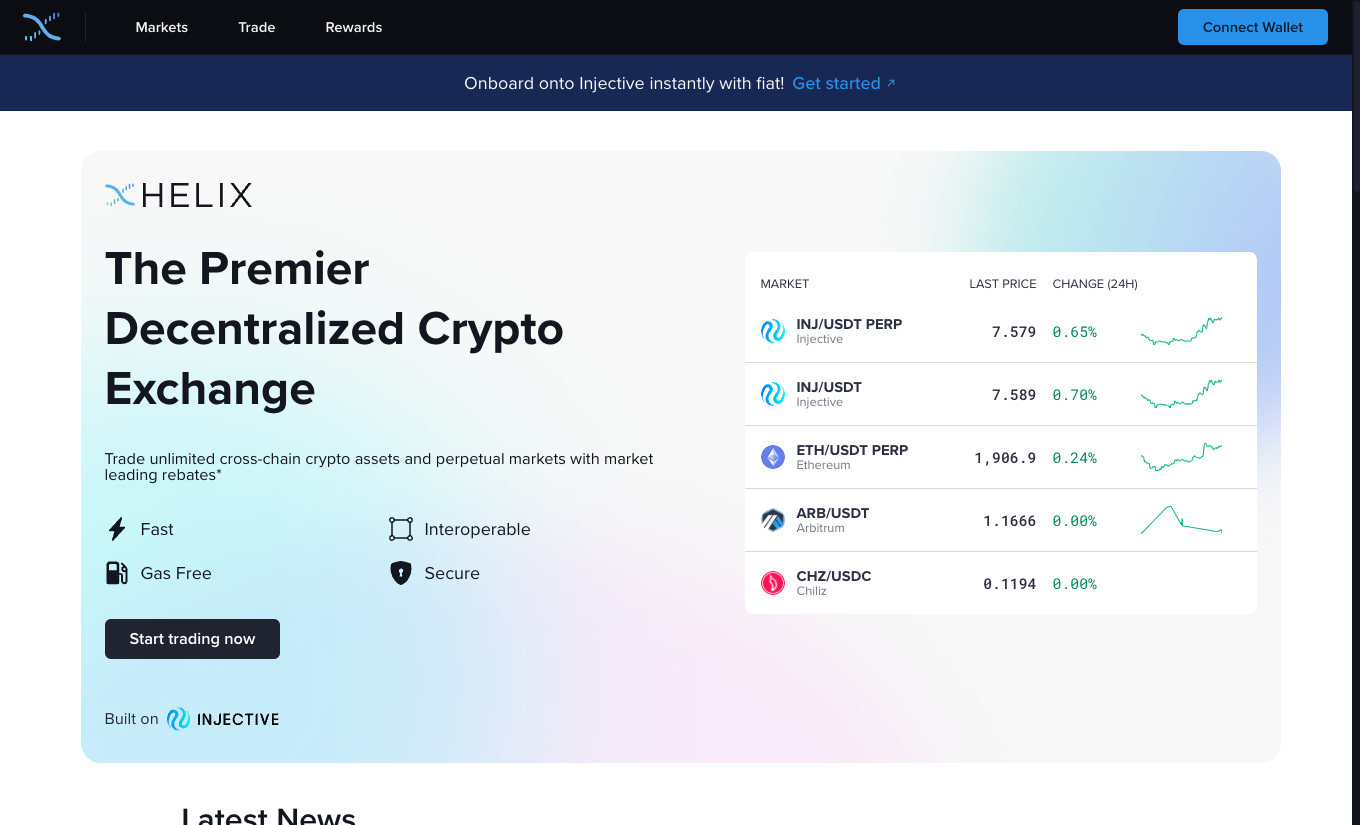 Markets Trade Rewards Connect Wallet
Onboard onto Injective instantly with fiat! Get started ↗
HELIX
The Premier
Decentralized Crypto
Exchange
Trade unlimited cross-chain crypto assets and perpetual markets with market
leading rebates*
Fast Interoperable
Gas Free Secure
Start trading now
Built on INJECTIVE
MARKET LAST PRICE CHANGE (24H)
INJ/USDT PERP 7.579 0.65%
Injective
INJ/USDT 7.589 0.70%
Injective
ETH/USDT PERP 1,906.9 0.24%
Ethereum
ARB/USDT 1.1666 0.00%
Arbitrum
CHZ/USDC 0.1194 0.00%
Chiliz
Latest News